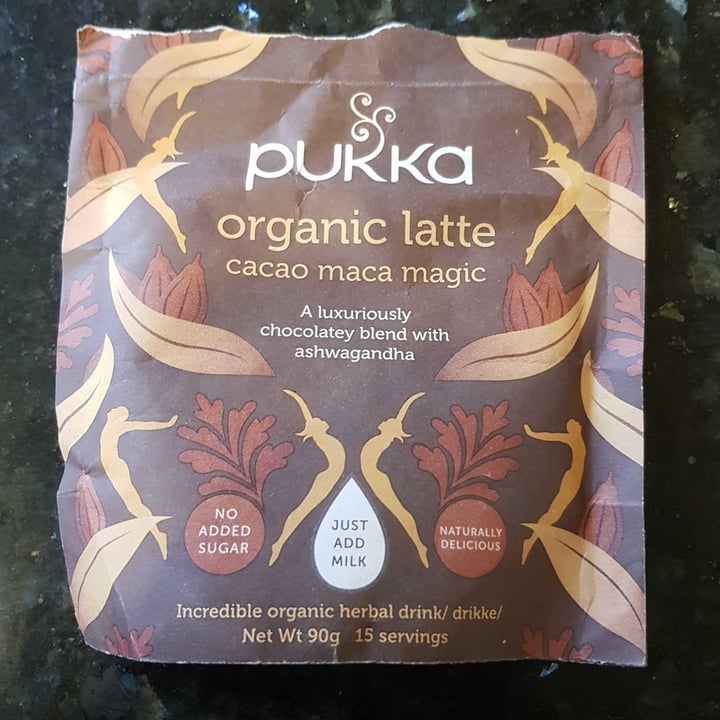 pukka
organic latte
cacao maca magic
A luxuriously
chocolatey blend with
ashwagandha
NO
ADDED
SUGAR
JUST
ADD
MILK
NATURALLY
DELICIOUS
Incredible organic herbal drink/ drikke/
Net Wt 90g 15 servings